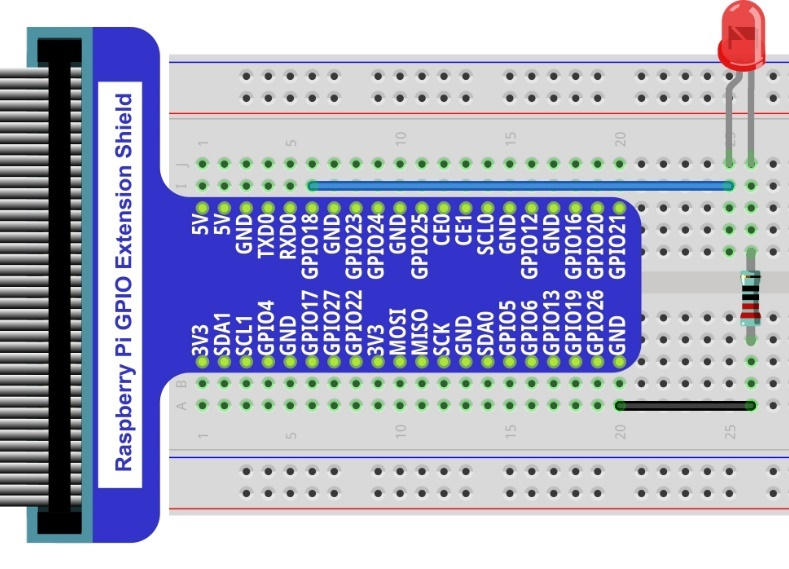 Raspberry Pi GPIO Extension Shield
1 5 10 15 20 25
J
I
5V
5V
GND
TXD0
RXD0
GPIO18
GND
GPIO23
GPIO24
GND
GPIO25
CE0
CE1
SCL0
GND
GPIO12
GND
GPIO16
GPIO20
GPIO21
3V3
SDA1
SCL1
GPIO4
GND
GPIO17
GPIO27
GPIO22
3V3
MOSI
MISO
SCK
GND
SDA0
GPIO5
GPIO6
GPIO13
GPIO19
GPIO26
GND
B
A
1 5 10 15 20 25